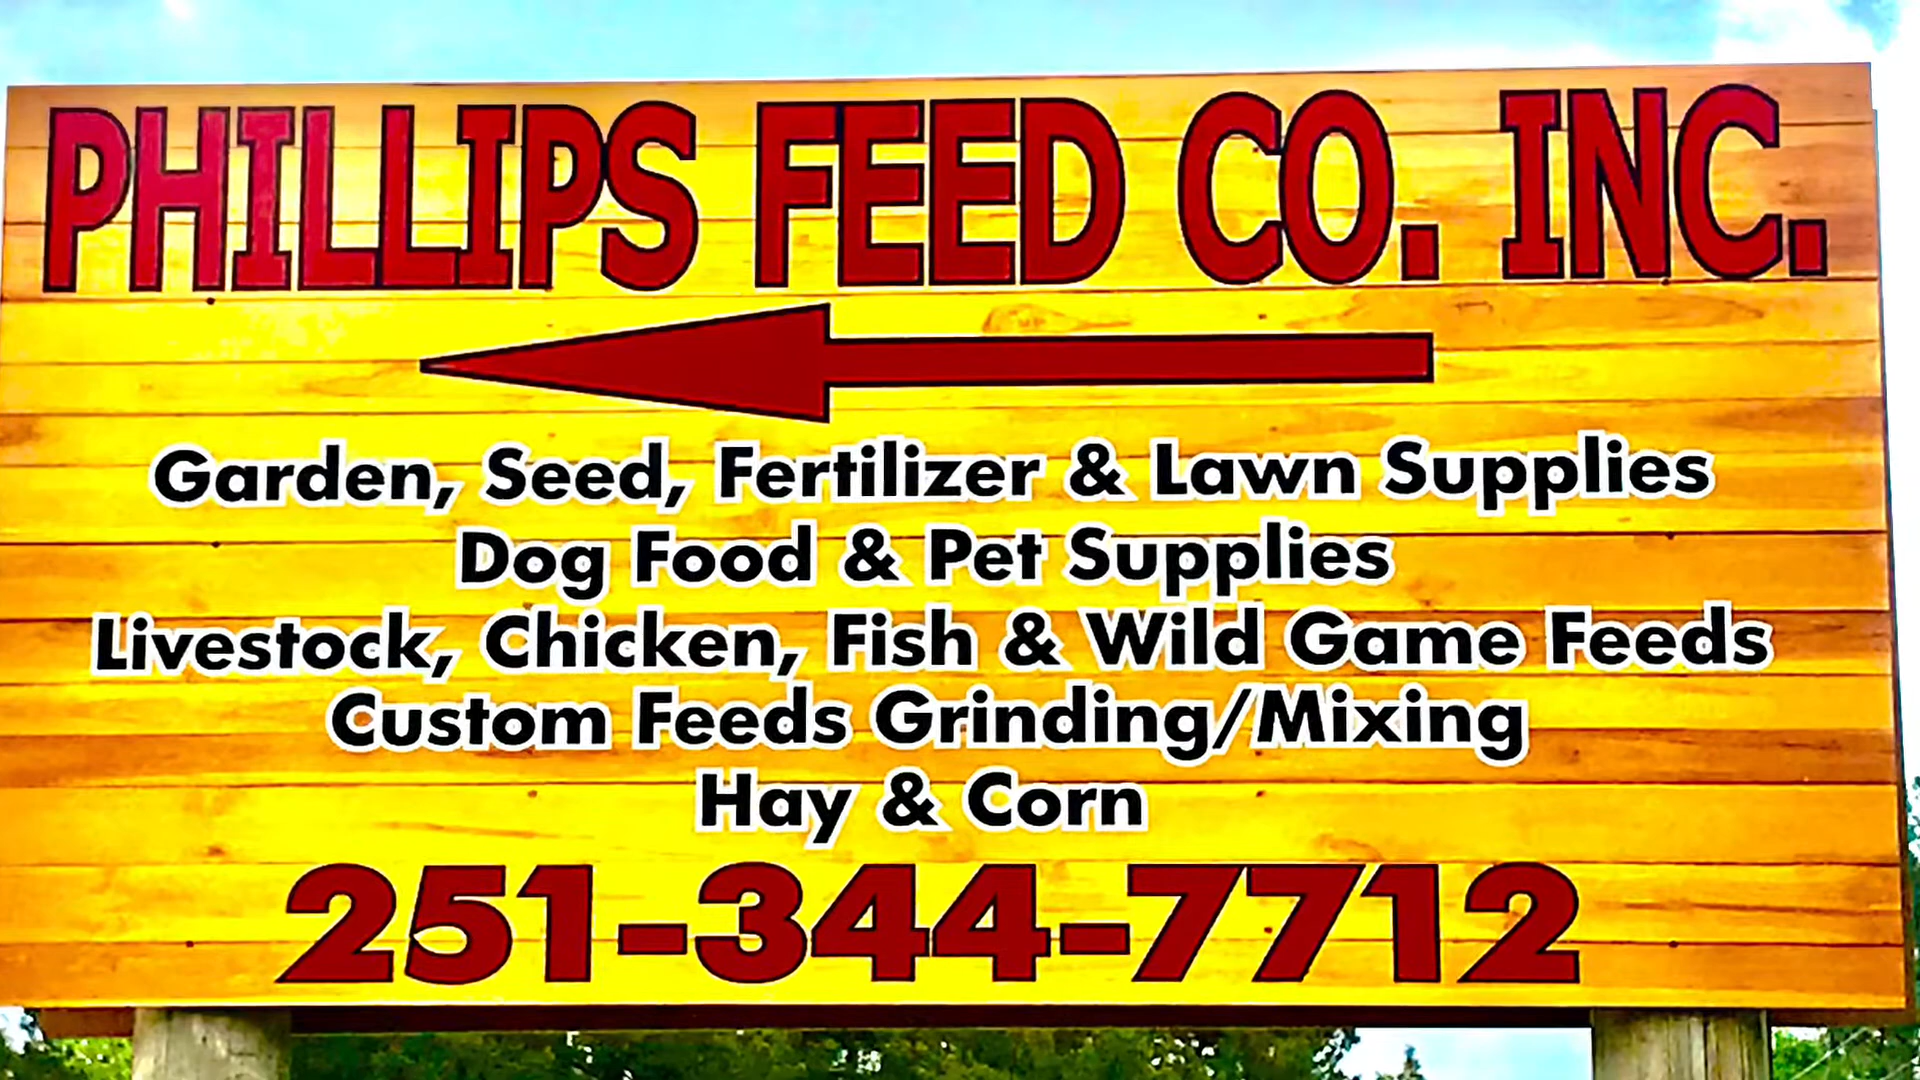 PHILLIPS FEED CO. INC.
Garden, Seed, Fertilizer & Lawn Supplies
Dog Food & Pet Supplies
Livestock, Chicken, Fish & Wild Game Feeds
Custom Feeds Grinding/Mixing
Hay & Corn
251-344-7712